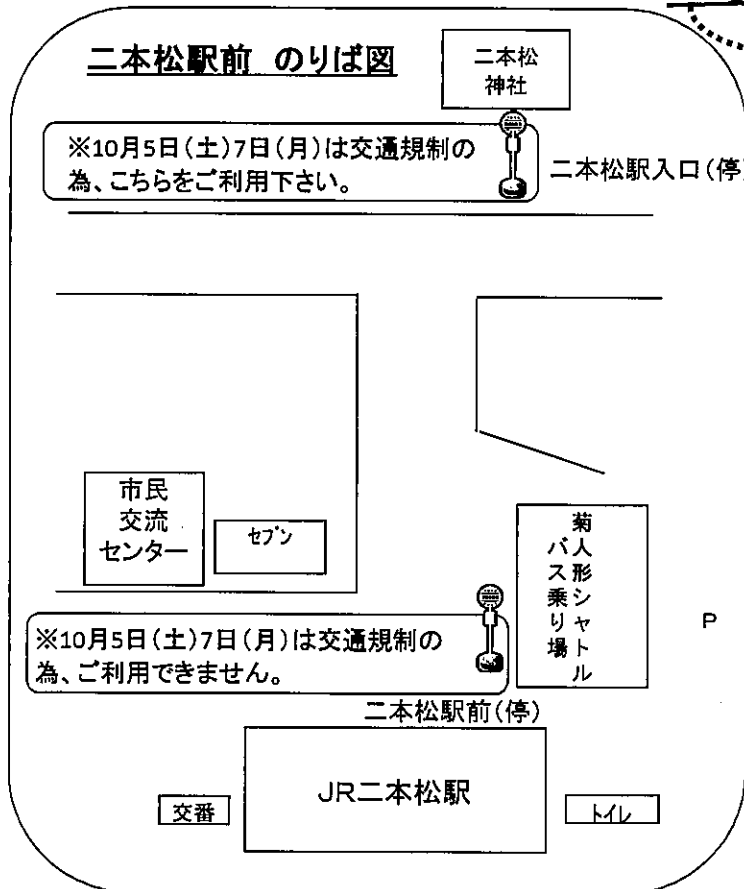 二本松駅前 のりば図
二本松
神社
※10月5日(土)7日(月)は交通規制の
為、こちらをご利用下さい。
二本松駅入口(停)
市民
交流
センター
セブン
菊人形シャトル
バス乗り場
P
※10月5日(土)7日(月)は交通規制の
為、ご利用できません。
二本松駅前(停)
JR二本松駅
交番
トイレ